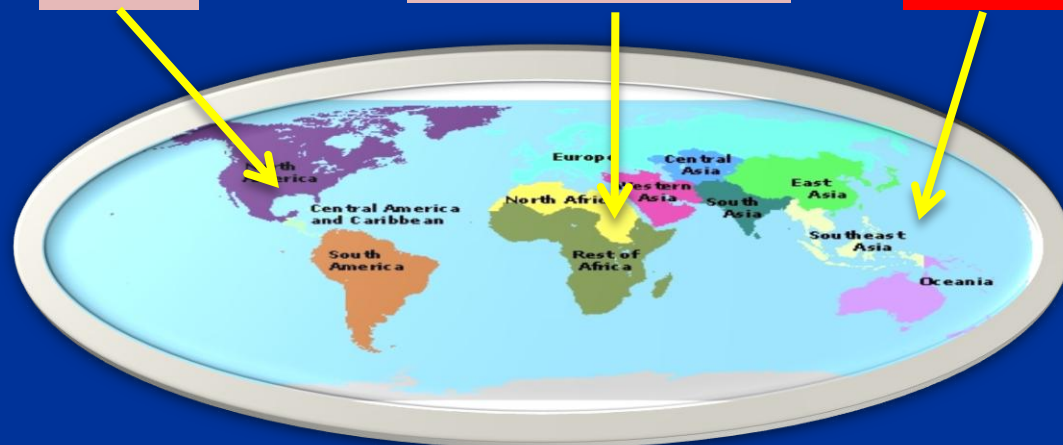 Europe
Central
Asia
North
America
Western
Asia
East
Asia
North Africa
South
Asia
Central America
and Caribbean
Southeast
Asia
South
America
Rest of
Africa
Oceania